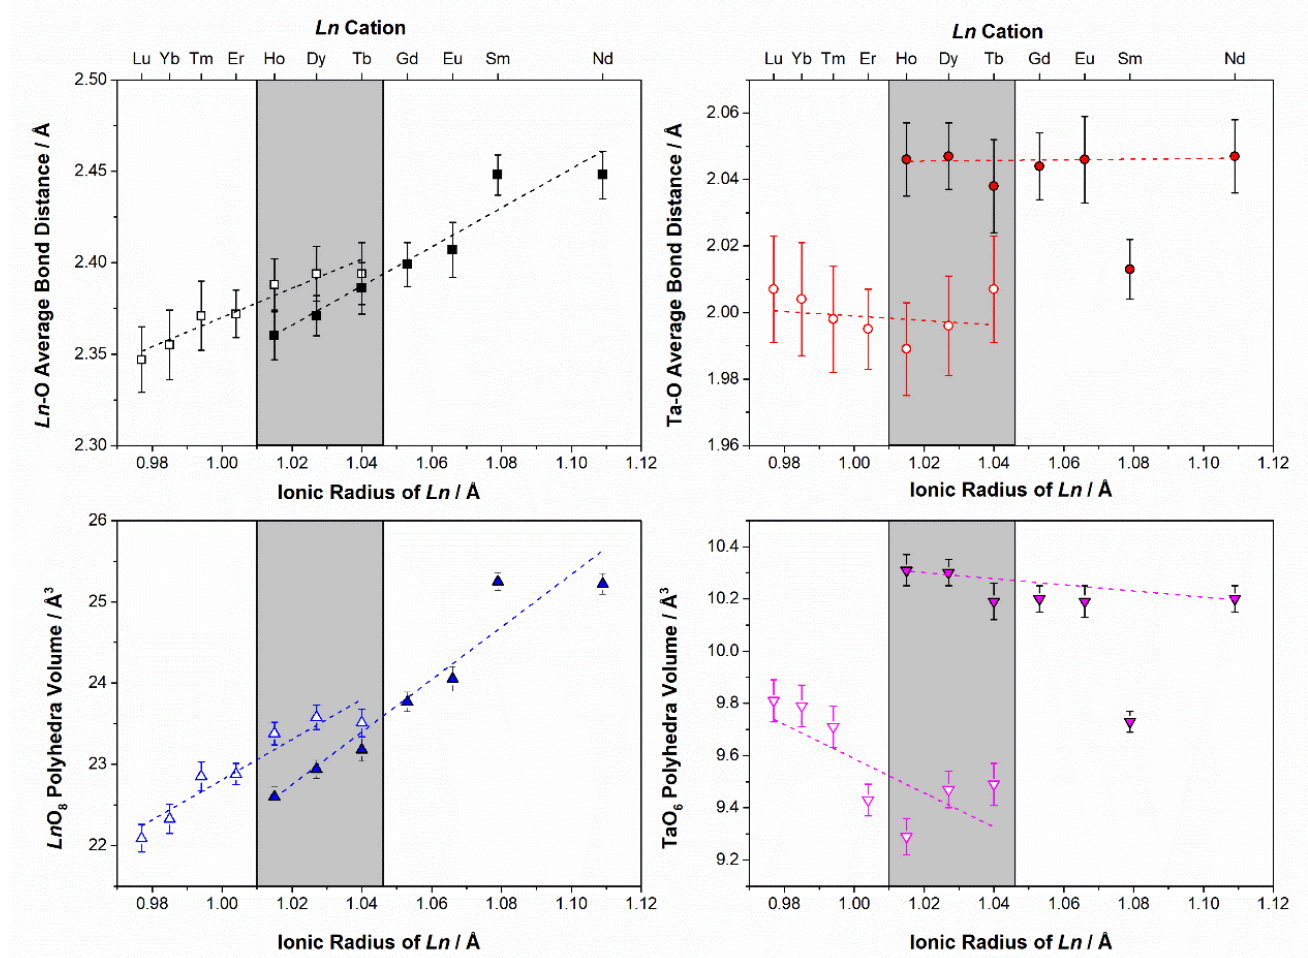 Ln Cation
Lu Yb Tm Er Ho Dy Tb Gd Eu Sm Nd
2.50
2.45
2.40
2.35
2.30
Ln-O Average Bond Distance / Å
0.98 1.00 1.02 1.04 1.06 1.08 1.10 1.12
Ionic Radius of Ln / Å
Ln Cation
Lu Yb Tm Er Ho Dy Tb Gd Eu Sm Nd
2.06
2.04
2.02
2.00
1.98
1.96
Ta-O Average Bond Distance / Å
0.98 1.00 1.02 1.04 1.06 1.08 1.10 1.12
Ionic Radius of Ln / Å
26
25
24
23
22
LnO₈ Polyhedra Volume / Å³
0.98 1.00 1.02 1.04 1.06 1.08 1.10 1.12
Ionic Radius of Ln / Å
10.4
10.2
10.0
9.8
9.6
9.4
9.2
TaO₆ Polyhedra Volume / Å³
0.98 1.00 1.02 1.04 1.06 1.08 1.10 1.12
Ionic Radius of Ln / Å